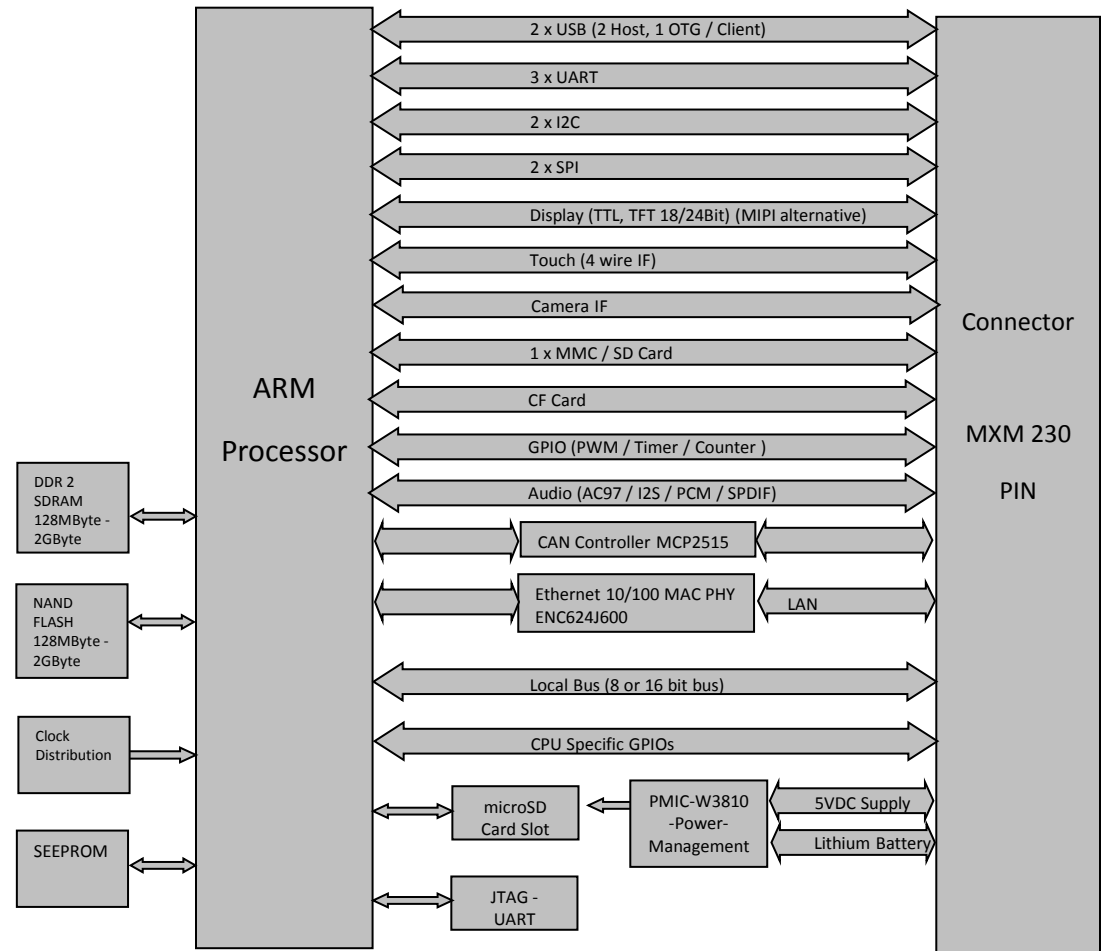 2 x USB (2 Host, 1 OTG / Client)
3 x UART
2 x I2C
2 x SPI
Display (TTL, TFT 18/24Bit) (MIPI alternative)
Touch (4 wire IF)
Camera IF
1 x MMC / SD Card
CF Card
GPIO (PWM / Timer / Counter )
Audio (AC97 / I2S / PCM / SPDIF)
CAN Controller MCP2515
Ethernet 10/100 MAC PHY
ENC624J600
LAN
Local Bus (8 or 16 bit bus)
CPU Specific GPIOs
microSD
Card Slot
PMIC-W3810
-Power-
Management
5VDC Supply
Lithium Battery
JTAG -
UART
ARM
Processor
Connector
MXM 230
PIN
DDR 2
SDRAM
128MByte -
2GByte
NAND
FLASH
128MByte -
2GByte
Clock
Distribution
SEEPROM